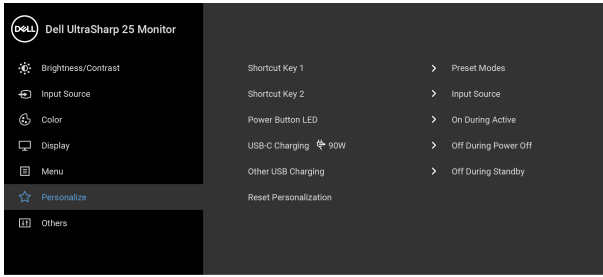 DELL Dell UltraSharp 25 Monitor
Brightness/Contrast
Input Source
Color
Display
Menu
Personalize
Others
Shortcut Key 1 > Preset Modes
Shortcut Key 2 > Input Source
Power Button LED > On During Active
USB-C Charging 90W > Off During Power Off
Other USB Charging > Off During Standby
Reset Personalization